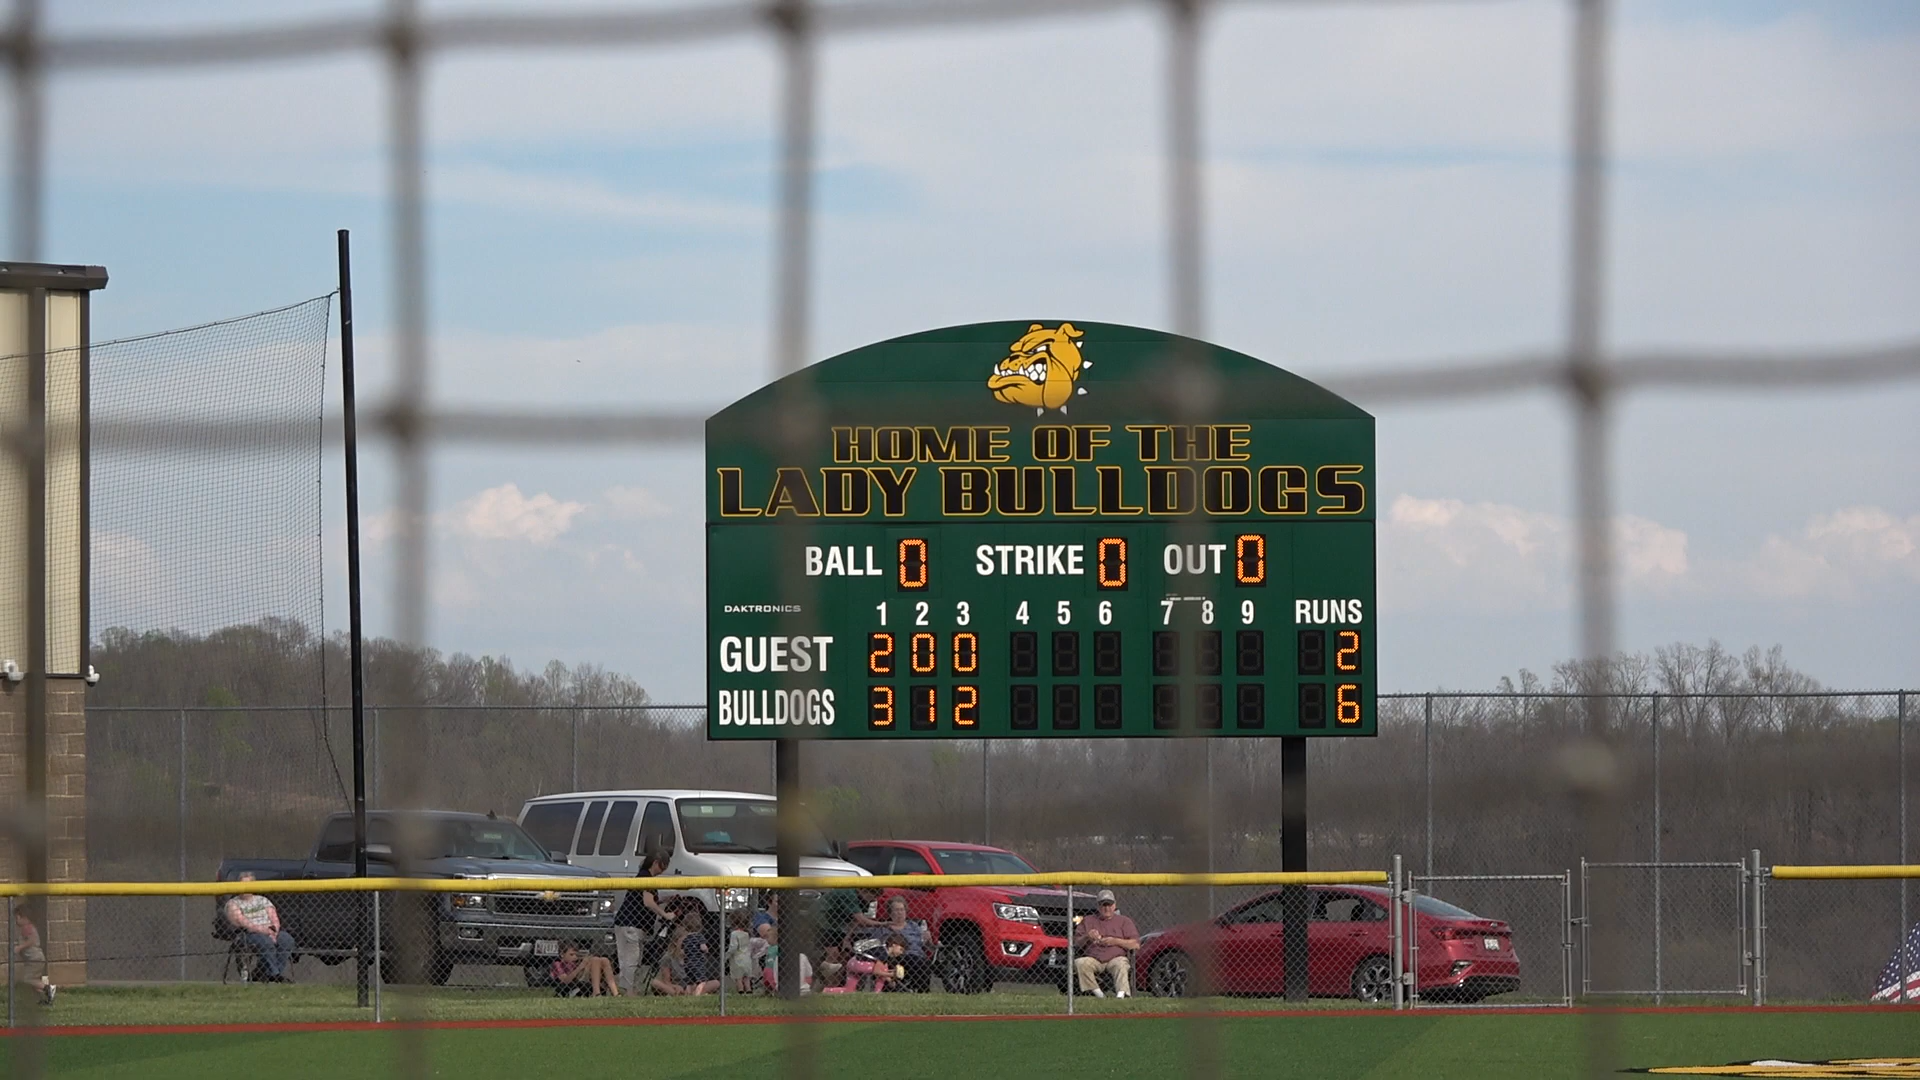 HOME OF THE
LADY BULLDOGS
BALL 0 STRIKE 0 OUT 0
DAKTRONICS 1 2 3 4 5 6 7 8 9 RUNS
GUEST 2 0 0 2
BULLDOGS 3 1 2 6